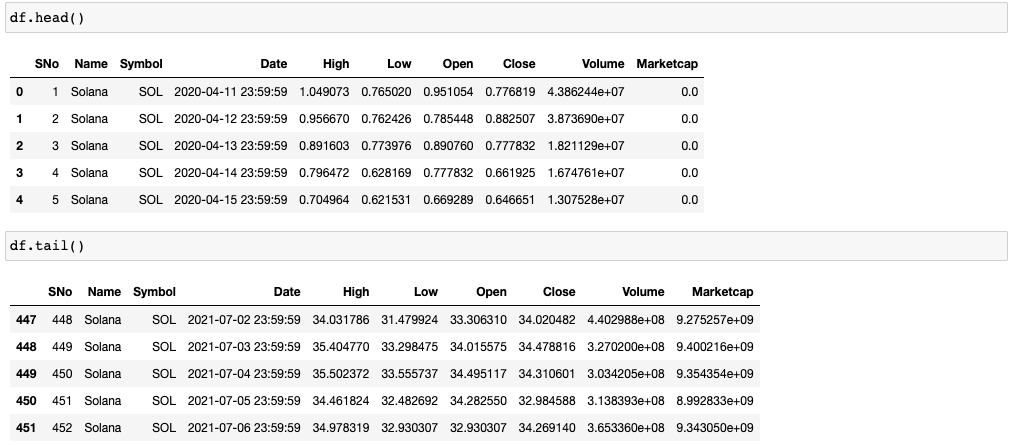 df.head()
SNo Name Symbol Date High Low Open Close Volume Marketcap
0 1 Solana SOL 2020-04-11 23:59:59 1.049073 0.765020 0.951054 0.776819 4.386244e+07 0.0
1 2 Solana SOL 2020-04-12 23:59:59 0.956670 0.762426 0.785448 0.882507 3.873690e+07 0.0
2 3 Solana SOL 2020-04-13 23:59:59 0.891603 0.773976 0.890760 0.777832 1.821129e+07 0.0
3 4 Solana SOL 2020-04-14 23:59:59 0.796472 0.628169 0.777832 0.661925 1.674761e+07 0.0
4 5 Solana SOL 2020-04-15 23:59:59 0.704964 0.621531 0.669289 0.646651 1.307528e+07 0.0
df.tail()
SNo Name Symbol Date High Low Open Close Volume Marketcap
447 448 Solana SOL 2021-07-02 23:59:59 34.031786 31.479924 33.306310 34.020482 4.402988e+08 9.275257e+09
448 449 Solana SOL 2021-07-03 23:59:59 35.404770 33.298475 34.015575 34.478816 3.270200e+08 9.400216e+09
449 450 Solana SOL 2021-07-04 23:59:59 35.502372 33.555737 34.495117 34.310601 3.034205e+08 9.354354e+09
450 451 Solana SOL 2021-07-05 23:59:59 34.461824 32.482692 34.282550 32.984588 3.138393e+08 8.992833e+09
451 452 Solana SOL 2021-07-06 23:59:59 34.978319 32.930307 32.930307 34.269140 3.653360e+08 9.343050e+09